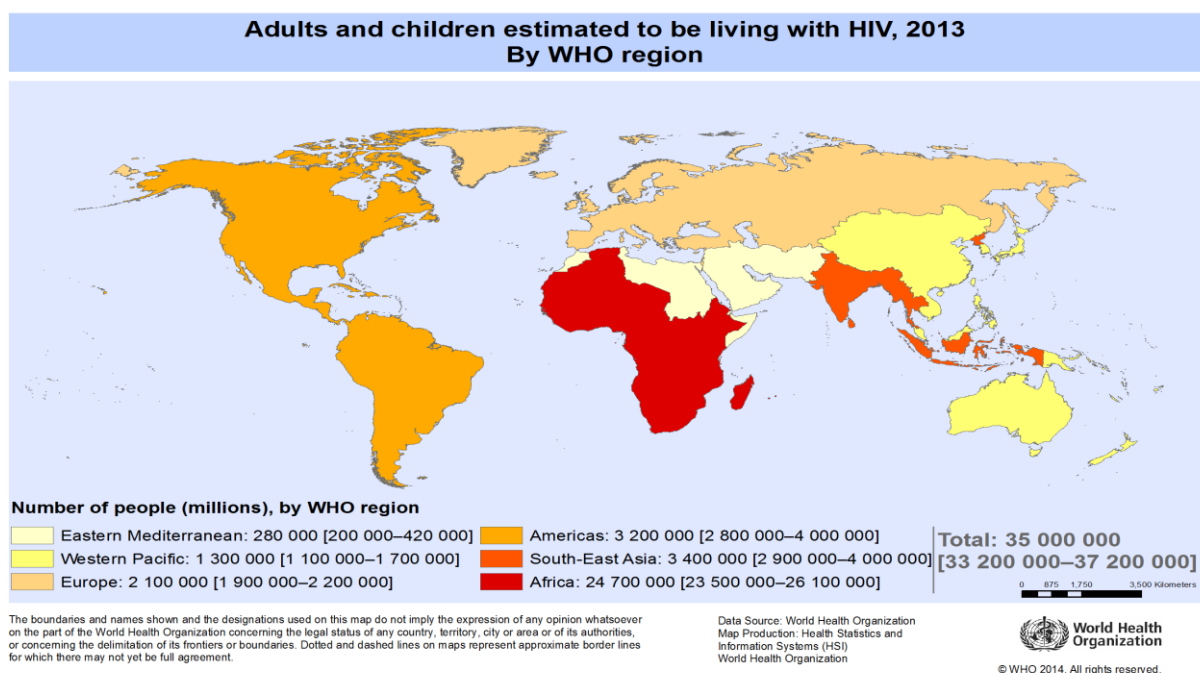 Adults and children estimated to be living with HIV, 2013
By WHO region
Number of people (millions), by WHO region
Eastern Mediterranean: 280 000 [200 000–420 000]
Western Pacific: 1 300 000 [1 100 000–1 700 000]
Europe: 2 100 000 [1 900 000–2 200 000]
Americas: 3 200 000 [2 800 000–4 000 000]
South-East Asia: 3 400 000 [2 900 000–4 000 000]
Africa: 24 700 000 [23 500 000–26 100 000]
Total: 35 000 000
[33 200 000–37 200 000]
0 875 1,750 3,500 Kilometers
The boundaries and names shown and the designations used on this map do not imply the expression of any opinion whatsoever
on the part of the World Health Organization concerning the legal status of any country, territory, city or area or of its authorities,
or concerning the delimitation of its frontiers or boundaries. Dotted and dashed lines on maps represent approximate border lines
for which there may not yet be full agreement.
Data Source: World Health Organization
Map Production: Health Statistics and
Information Systems (HSI)
World Health Organization
World Health
Organization
© WHO 2014. All rights reserved.